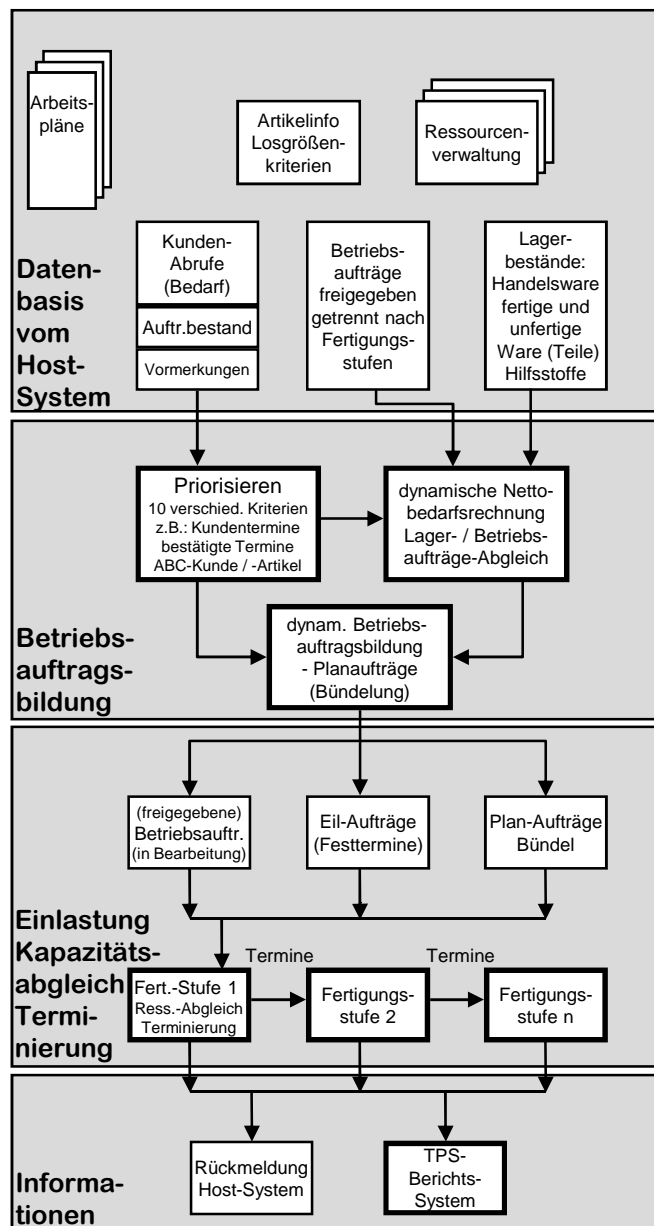 Arbeits-
pläne
Artikelinfo
Losgrößen-
kriterien
Ressourcen-
verwaltung
Daten-
basis
vom
Host-
System
Kunden-
Abrufe
(Bedarf)
Auftr.bestand
Vormerkungen
Betriebs-
aufträge
freigegeben
getrennt nach
Fertigungs-
stufen
Lager-
bestände:
Handelsware
fertige und
unfertige
Ware (Teile)
Hilfsstoffe
Betriebs-
auftrags-
bildung
Priorisieren
10 verschied. Kriterien
z.B.: Kundentermine
bestätigte Termine
ABC-Kunde / -Artikel
dynamische Netto-
bedarfsrechnung
Lager- / Betriebs-
aufträge-Abgleich
dynam. Betriebs-
auftragsbildung
- Planaufträge
(Bündelung)
Einlastung
Kapazitäts-
abgleich
Termi-
nierung
(freigegebene)
Betriebsauftr.
(in Bearbeitung)
Eil-Aufträge
(Festtermine)
Plan-Aufträge
Bündel
Fert.-Stufe 1
Ress.-Abgleich
Terminierung
Termine
Fertigungs-
stufe 2
Termine
Fertigungs-
stufe n
Informa-
tionen
Rückmeldung
Host-System
TPS-
Berichts-
System